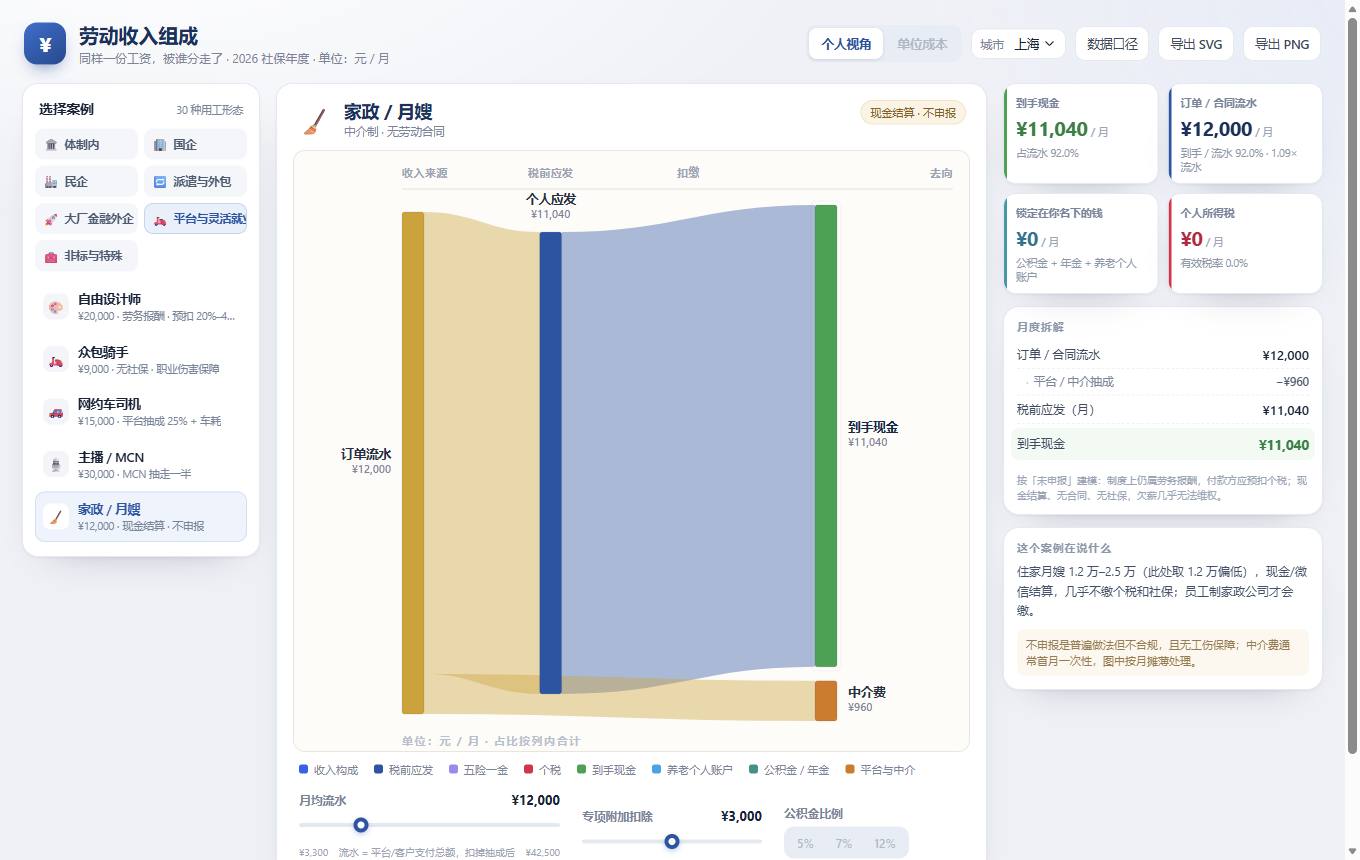 ¥
劳动收入组成
同样一份工资，被谁分走了 · 2026 社保年度 · 单位：元 / 月
个人视角
单位成本
城市 上海
数据口径
导出 SVG
导出 PNG
选择案例
30 种用工形态
体制内
国企
民企
派遣与外包
大厂金融外企
平台与灵活就业
非标与特殊
自由设计师
¥20,000 · 劳务报酬 · 预扣 20%–4...
众包骑手
¥9,000 · 无社保 · 职业伤害保障
网约车司机
¥15,000 · 平台抽成 25% + 车耗
主播 / MCN
¥30,000 · MCN 抽走一半
家政 / 月嫂
¥12,000 · 现金结算 · 不申报
家政 / 月嫂
中介制 · 无劳动合同
现金结算 · 不申报
收入来源
税前应发
扣缴
去向
个人应发
¥11,040
订单流水
¥12,000
到手现金
¥11,040
中介费
¥960
单位：元 / 月 · 占比按列内合计
收入构成
税前应发
五险一金
个税
到手现金
养老个人账户
公积金 / 年金
平台与中介
月均流水
¥12,000
¥3,300
流水 = 平台/客户支付总额，扣掉抽成后
¥42,500
专项附加扣除
¥3,000
公积金比例
5%
7%
12%
到手现金
¥11,040 / 月
占流水 92.0%
订单 / 合同流水
¥12,000 / 月
到手 / 流水 92.0% · 1.09×
流水
锁定在你名下的钱
¥0 / 月
公积金 + 年金 + 养老个人
账户
个人所得税
¥0 / 月
有效税率 0.0%
月度拆解
订单 / 合同流水
¥12,000
· 平台 / 中介抽成
−¥960
税前应发（月）
¥11,040
到手现金
¥11,040
按「未申报」建模：制度上仍属劳务报酬，付款方应预扣个税；现
金结算、无合同、无社保，欠薪几乎无法维权。
这个案例在说什么
住家月嫂 1.2 万–2.5 万（此处取 1.2 万偏低），现金/微
信结算，几乎不缴个税和社保；员工制家政公司才会
缴。
不申报是普遍做法但不合规，且无工伤保障；中介费通
常首月一次性，图中按月摊薄处理。